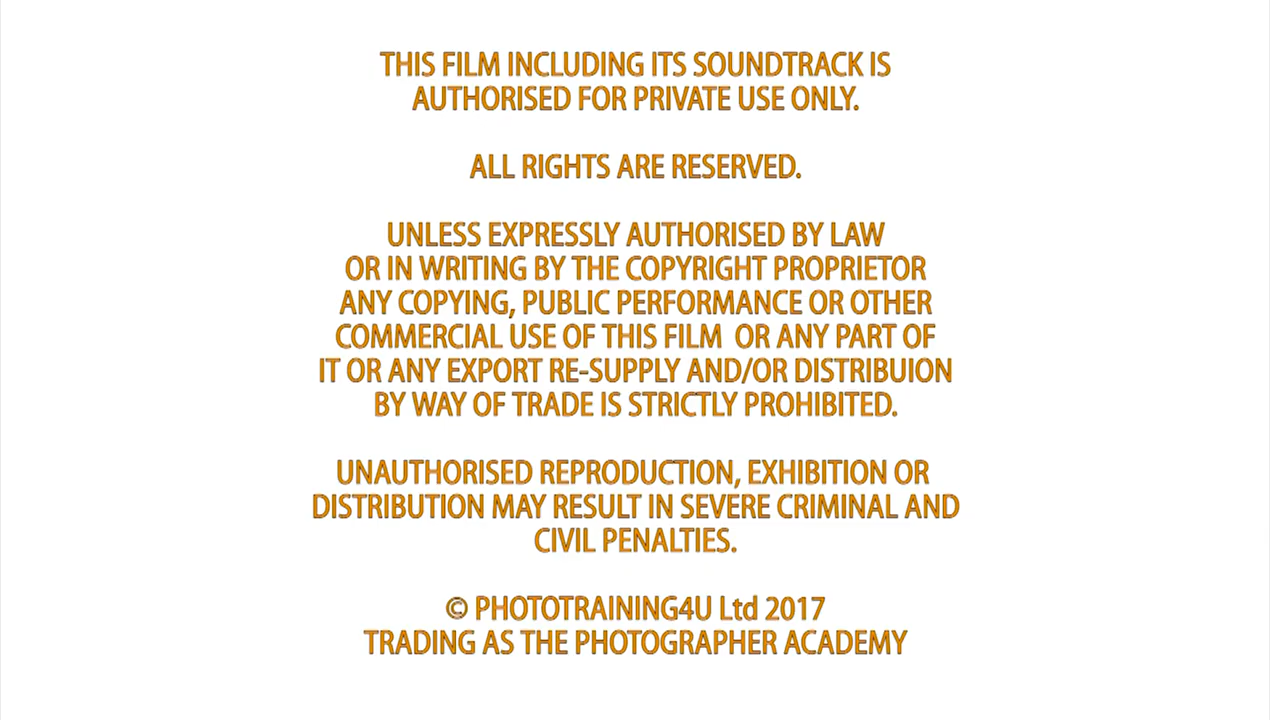 THIS FILM INCLUDING ITS SOUNDTRACK IS
AUTHORISED FOR PRIVATE USE ONLY.
ALL RIGHTS ARE RESERVED.
UNLESS EXPRESSLY AUTHORISED BY LAW
OR IN WRITING BY THE COPYRIGHT PROPRIETOR
ANY COPYING, PUBLIC PERFORMANCE OR OTHER
COMMERCIAL USE OF THIS FILM  OR ANY PART OF
IT OR ANY EXPORT RE-SUPPLY AND/OR DISTRIBUION
BY WAY OF TRADE IS STRICTLY PROHIBITED.
UNAUTHORISED REPRODUCTION, EXHIBITION OR
DISTRIBUTION MAY RESULT IN SEVERE CRIMINAL AND
CIVIL PENALTIES.
© PHOTOTRAINING4U Ltd 2017
TRADING AS THE PHOTOGRAPHER ACADEMY